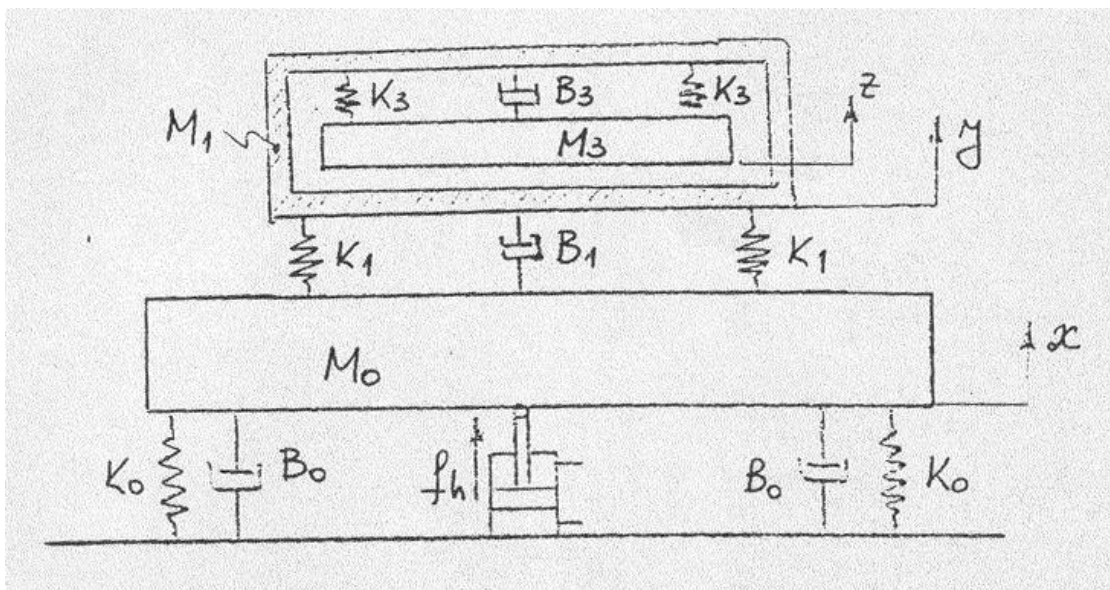 K3 B3 K3 z
M1 M3 y
K1 B1 K1
M0 x
K0 B0 fh B0 K0